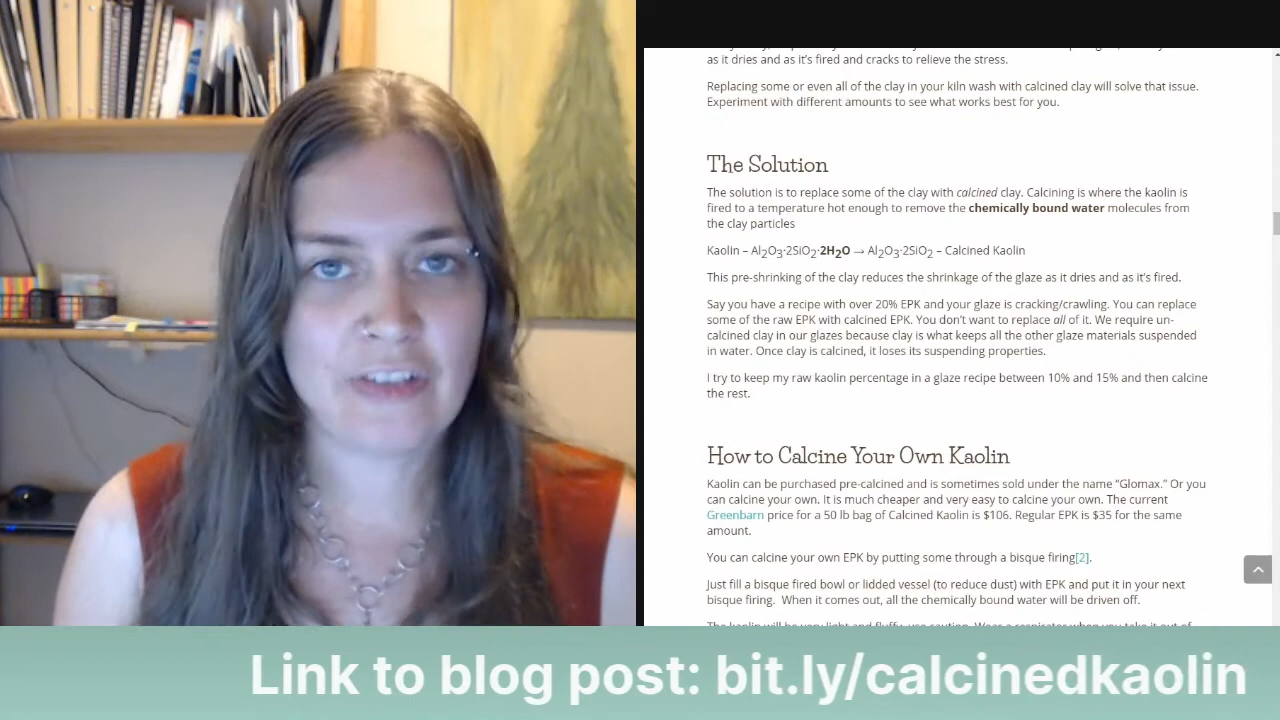 as it dries and as it's fired and cracks to relieve the stress.
Replacing some or even all of the clay in your kiln wash with calcined clay will solve that issue.
Experiment with different amounts to see what works best for you.
The Solution
The solution is to replace some of the clay with calcined clay. Calcining is where the kaolin is
fired to a temperature hot enough to remove the chemically bound water molecules from
the clay particles
Kaolin – Al2O3·2SiO2·2H2O → Al2O3·2SiO2 – Calcined Kaolin
This pre-shrinking of the clay reduces the shrinkage of the glaze as it dries and as it's fired.
Say you have a recipe with over 20% EPK and your glaze is cracking/crawling. You can replace
some of the raw EPK with calcined EPK. You don't want to replace all of it. We require un-
calcined clay in our glazes because clay is what keeps all the other glaze materials suspended
in water. Once clay is calcined, it loses its suspending properties.
I try to keep my raw kaolin percentage in a glaze recipe between 10% and 15% and then calcine
the rest.
How to Calcine Your Own Kaolin
Kaolin can be purchased pre-calcined and is sometimes sold under the name “Glomax.” Or you
can calcine your own. It is much cheaper and very easy to calcine your own. The current
Greenbarn price for a 50 lb bag of Calcined Kaolin is $106. Regular EPK is $35 for the same
amount.
You can calcine your own EPK by putting some through a bisque firing[2].
Just fill a bisque fired bowl or lidded vessel (to reduce dust) with EPK and put it in your next
bisque firing. When it comes out, all the chemically bound water will be driven off.
Link to blog post: bit.ly/calcinedkaolin